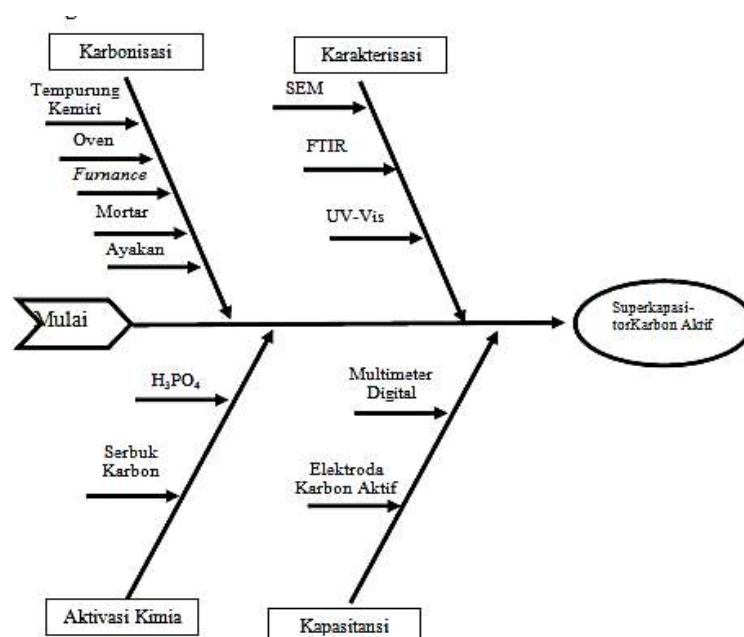 Karbonisasi
Karakterisasi
Tempurung
Kemiri
Oven
Furnance
Mortar
Ayakan
SEM
FTIR
UV-Vis
Mulai
Superkapasi-
torKarbon Aktif
H₃PO₄
Serbuk
Karbon
Multimeter
Digital
Elektroda
Karbon Aktif
Aktivasi Kimia
Kapasitansi